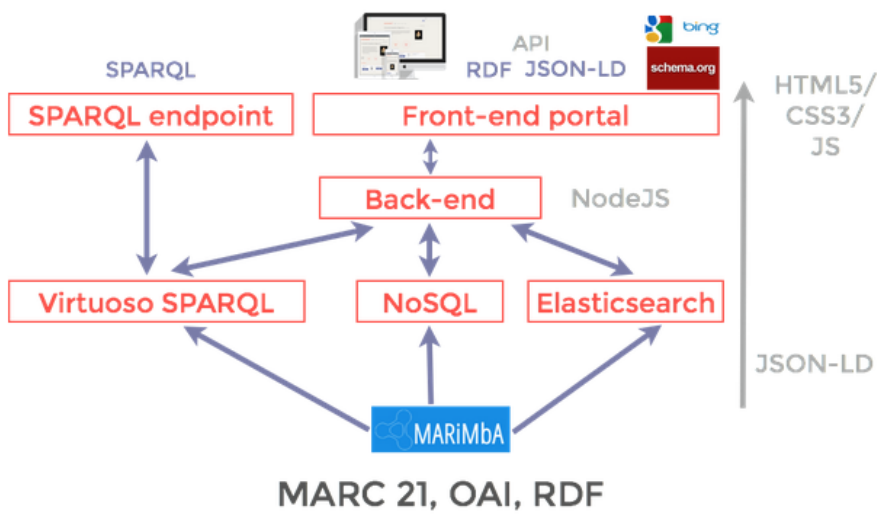 bing
API
SPARQL
RDF JSON-LD
schema.org
HTML5/
CSS3/
JS
SPARQL endpoint
Front-end portal
Back-end
NodeJS
Virtuoso SPARQL
NoSQL
Elasticsearch
JSON-LD
MARiMbA
MARC 21, OAI, RDF